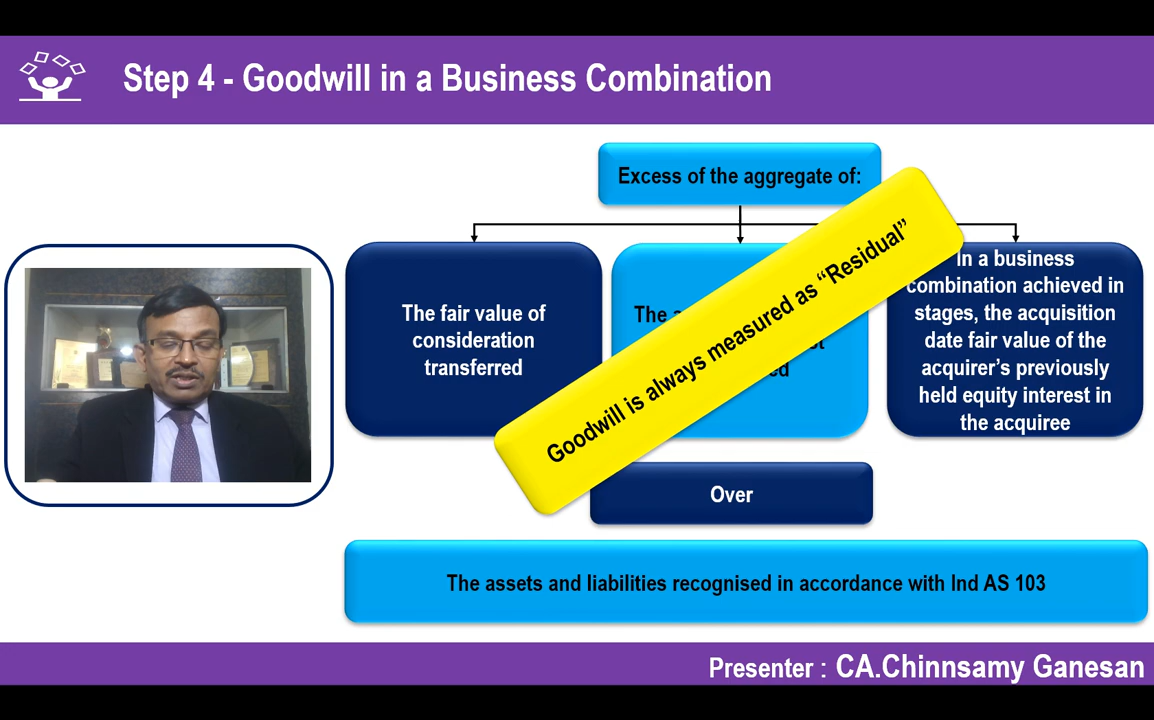 Step 4 - Goodwill in a Business Combination
Excess of the aggregate of:
The fair value of
consideration
transferred
The
Goodwill is always measured as “Residual”
In a business
combination achieved in
stages, the acquisition
date fair value of the
acquirer’s previously
held equity interest in
the acquiree
Over
The assets and liabilities recognised in accordance with Ind AS 103
Presenter : CA.Chinnsamy Ganesan